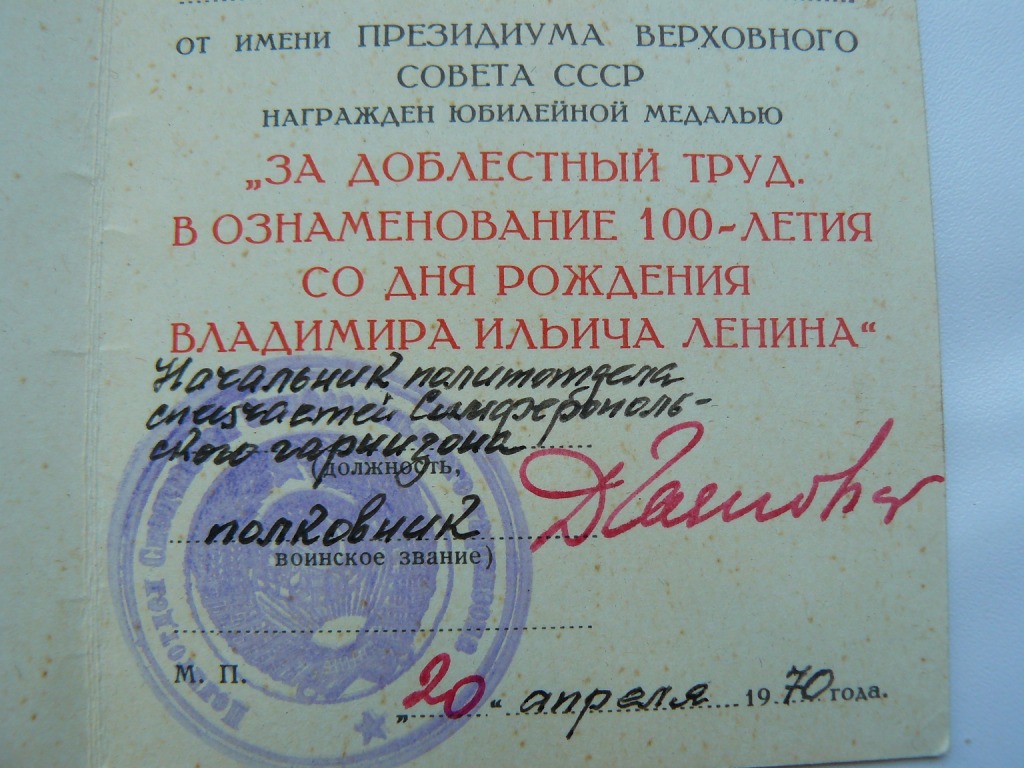 ОТ ИМЕНИ ПРЕЗИДИУМА ВЕРХОВНОГО
СОВЕТА СССР
НАГРАЖДЕН ЮБИЛЕЙНОЙ МЕДАЛЬЮ
„ЗА ДОБЛЕСТНЫЙ ТРУД.
В ОЗНАМЕНОВАНИЕ 100-ЛЕТИЯ
СО ДНЯ РОЖДЕНИЯ
ВЛАДИМИРА ИЛЬИЧА ЛЕНИНА“
Начальник политотдела
спецчастей Симферополь-
ского гарнизона
(должность,
полковник
воинское звание)
М. П.
„20“ апреля 1970 года.